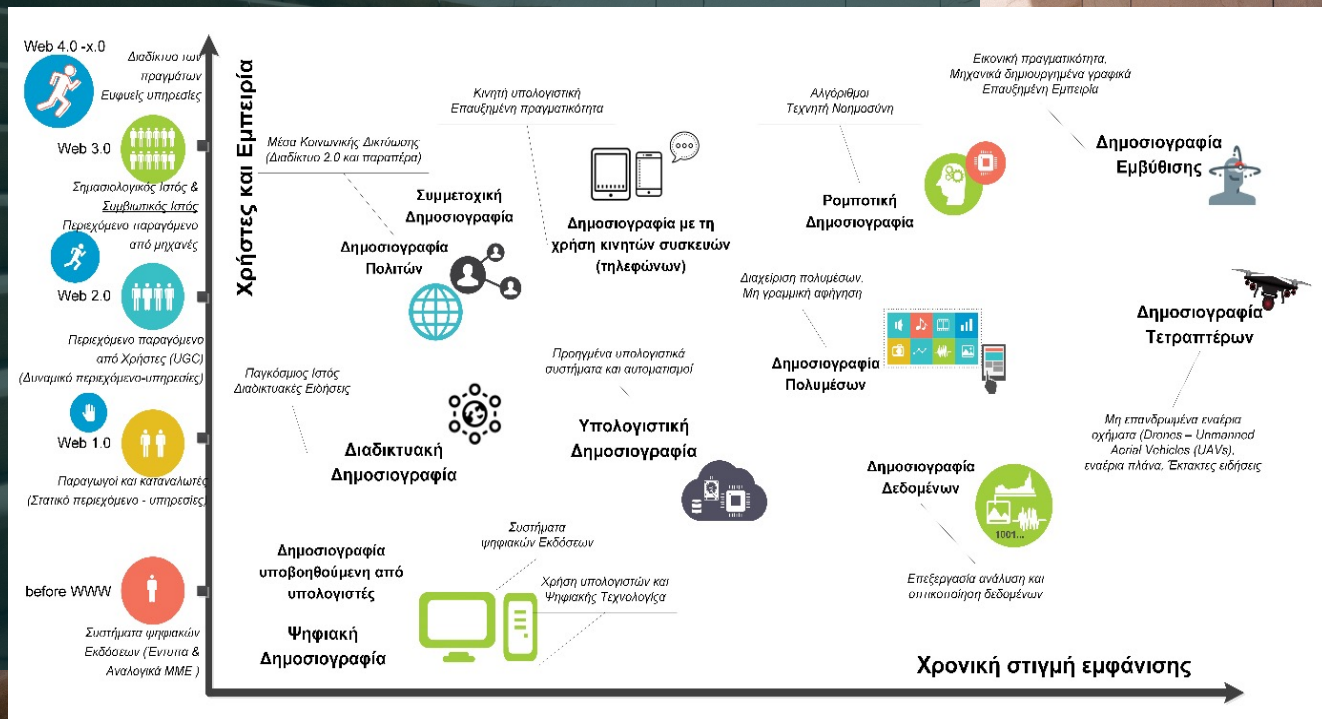 Web 4.0 -x.0
Διαδίκτυο των
πραγμάτων
Ευφυείς υπηρεσίες
Web 3.0
Σημασιολογικός Ιστός &
Συμβιωτικός Ιστός
Περιεχόμενο παραγόμενο
από μηχανές
Web 2.0
Περιεχόμενο παραγόμενο
από Χρήστες (UGC)
(Δυναμικό περιεχόμενο-υπηρεσίες)
Web 1.0
Παραγωγοί και καταναλωτές
(Στατικό περιεχόμενο - υπηρεσίες)
before WWW
Συστήματα ψηφιακών
Εκδόσεων (Έντυπα &
Αναλογικά ΜΜΕ )
Χρήστες και Εμπειρία
Μέσα Κοινωνικής Δικτύωσης
(Διαδίκτυο 2.0 και παραπέρα)
Συμμετοχική
Δημοσιογραφία
Δημοσιογραφία
Πολιτών
Κινητή υπολογιστική
Επαυξημένη πραγματικότητα
Δημοσιογραφία με τη
χρήση κινητών συσκευών
(τηλεφώνων)
Αλγόριθμοι
Τεχνητή Νοημοσύνη
Ρομποτική
Δημοσιογραφία
Εικονική πραγματικότητα,
Μηχανικά δημιουργημένα γραφικά
Επαυξημένη Εμπειρία
Δημοσιογραφία
Εμβύθισης
Διαχείριση πολυμέσων.
Μη γραμμική αφήγηση
Δημοσιογραφία
Πολυμέσων
Δημοσιογραφία
Τετραπτέρων
Μη επανδρωμένα εναέρια
οχήματα (Drones – Unmanned
Aerial Vehicles (UAVs),
εναέρια πλάνα, Έκτακτες ειδήσεις
Παγκόσμιος Ιστός
Διαδικτυακές Ειδήσεις
Διαδικτυακή
Δημοσιογραφία
Προηγμένα υπολογιστικά
συστήματα και αυτοματισμοί
Υπολογιστική
Δημοσιογραφία
Δημοσιογραφία
Δεδομένων
1001...
Επεξεργασία ανάλυση και
οπτικοποίηση δεδομένων
Δημοσιογραφία
υποβοηθούμενη από
υπολογιστές
Συστήματα
ψηφιακών Εκδόσεων
Χρήση υπολογιστών και
Ψηφιακής Τεχνολογίςα
Ψηφιακή
Δημοσιογραφία
Χρονική στιγμή εμφάνισης